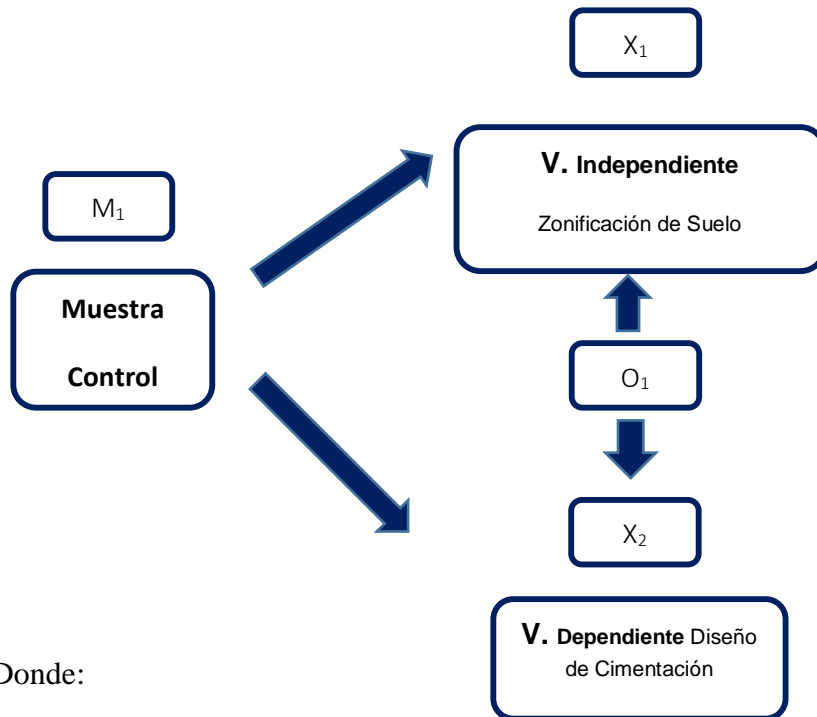 X₁
V. Independiente
Zonificación de Suelo
M₁
Muestra
Control
O₁
X₂
V. Dependiente Diseño
de Cimentación
Donde: